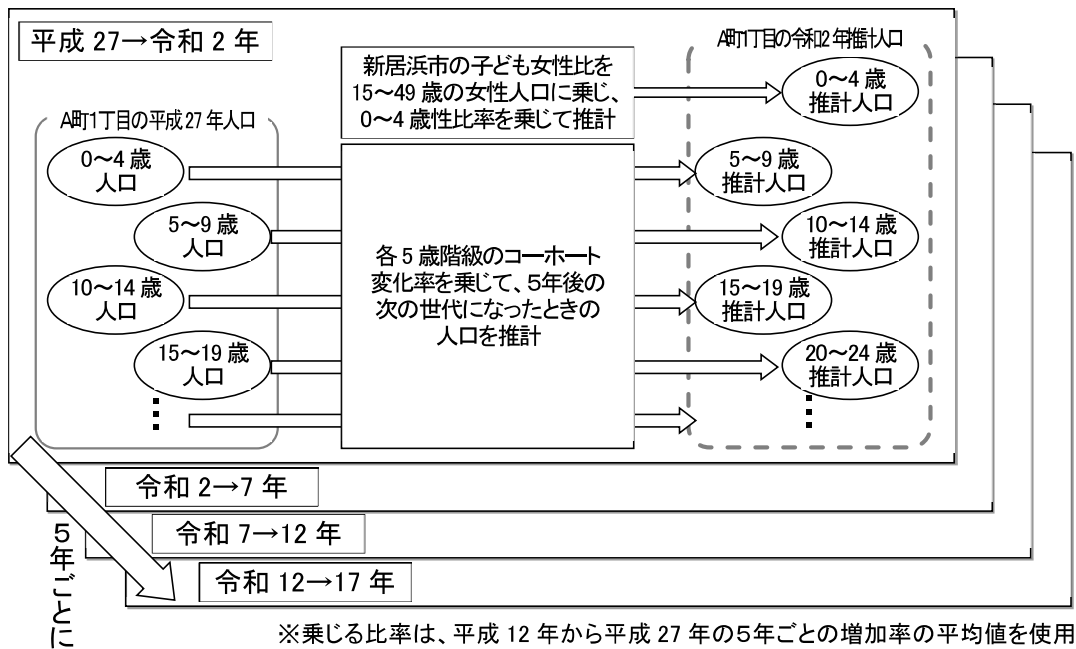 平成 27→令和 2 年
A町1丁目の令和2年推計人口
新居浜市の子ども女性比を
15～49 歳の女性人口に乗じ、
0～4 歳性比率を乗じて推計
0～4 歳
推計人口
A町1丁目の平成27年人口
0～4 歳
人口
5～9 歳
人口
10～14 歳
人口
15～19 歳
人口
各5歳階級のコーホート
変化率を乗じて、5年後の
次の世代になったときの
人口を推計
5～9 歳
推計人口
10～14 歳
推計人口
15～19 歳
推計人口
20～24 歳
推計人口
令和 2→7 年
令和 7→12 年
令和 12→17 年
5年ごとに
※乗じる比率は、平成 12 年から平成 27 年の5年ごとの増加率の平均値を使用